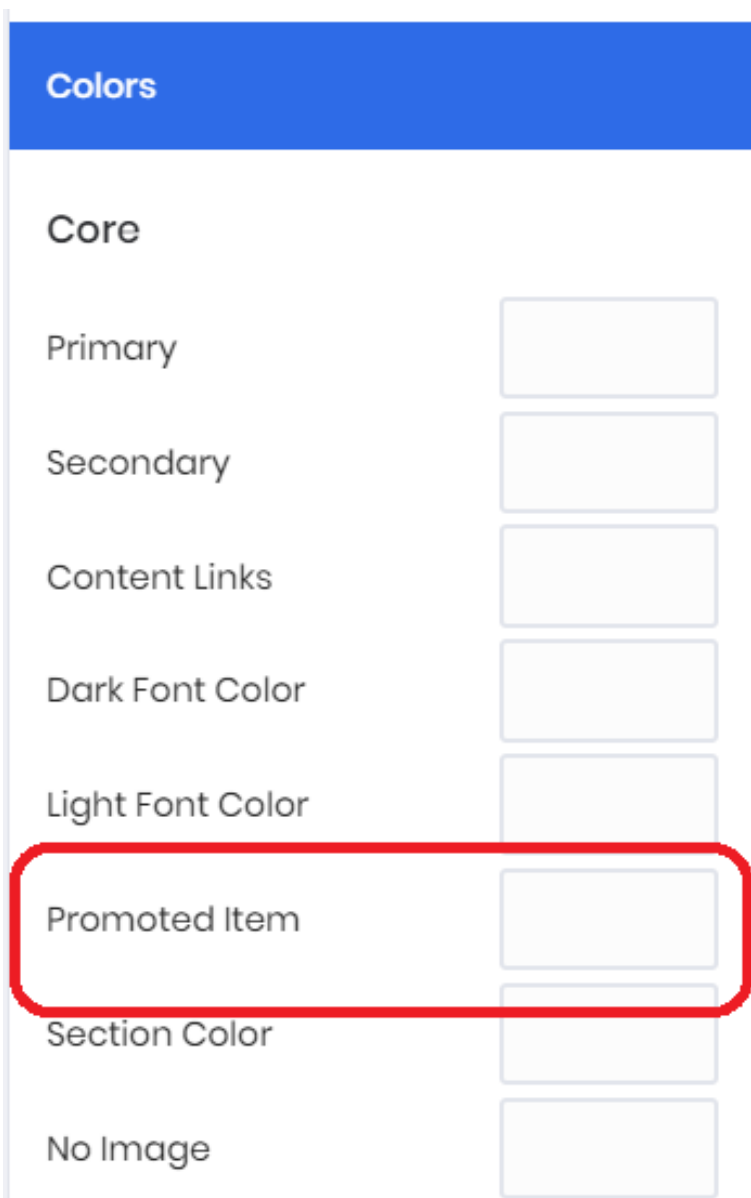 Colors
Core
Primary
Secondary
Content Links
Dark Font Color
Light Font Color
Promoted Item
Section Color
No Image